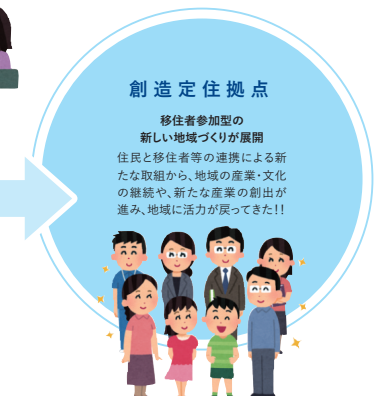 創造定住拠点
移住者参加型の
新しい地域づくりが展開
住民と移住者等の連携による新
たな取組から、地域の産業・文化
の継続や、新たな産業の創出が
進み、地域に活力が戻ってきた!!